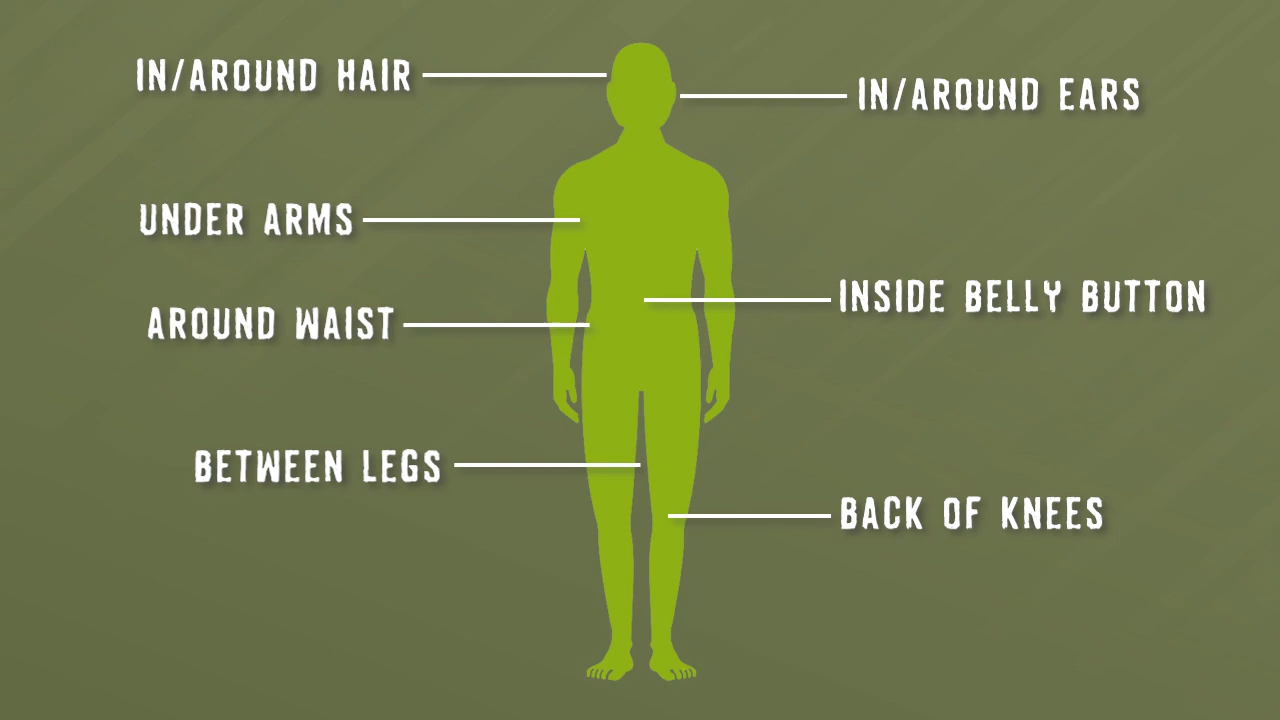 IN/AROUND HAIR
IN/AROUND EARS
UNDER ARMS
INSIDE BELLY BUTTON
AROUND WAIST
BETWEEN LEGS
BACK OF KNEES